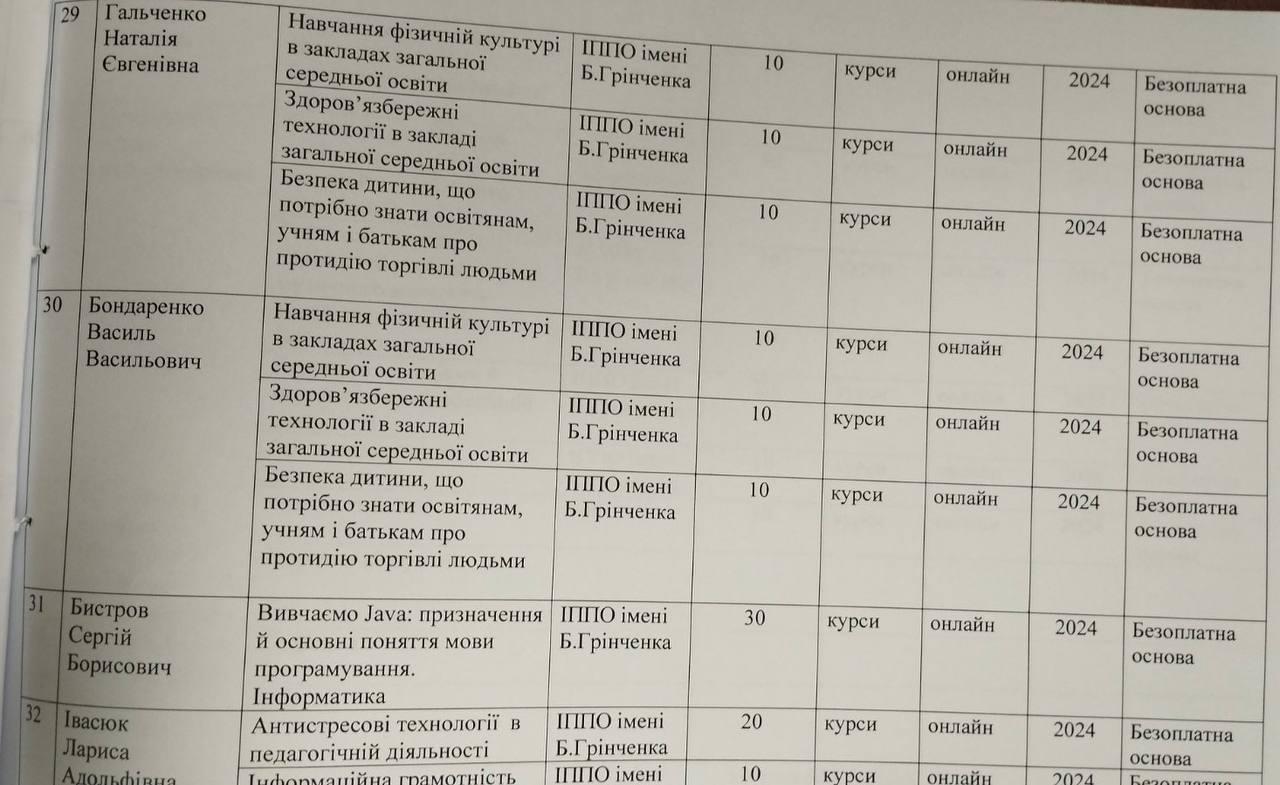 29
Гальченко
Наталія
Євгенівна
Навчання фізичній культурі
в закладах загальної
середньої освіти
ІППО імені
Б.Грінченка
10
курси
онлайн
2024
Безоплатна
основа
Здоров’язбережні
технології в закладі
загальної середньої освіти
ІППО імені
Б.Грінченка
10
курси
онлайн
2024
Безоплатна
основа
Безпека дитини, що
потрібно знати освітянам,
учням і батькам про
протидію торгівлі людьми
ІППО імені
Б.Грінченка
10
курси
онлайн
2024
Безоплатна
основа
30
Бондаренко
Василь
Васильович
Навчання фізичній культурі
в закладах загальної
середньої освіти
ІППО імені
Б.Грінченка
10
курси
онлайн
2024
Безоплатна
основа
Здоров’язбережні
технології в закладі
загальної середньої освіти
ІППО імені
Б.Грінченка
10
курси
онлайн
2024
Безоплатна
основа
Безпека дитини, що
потрібно знати освітянам,
учням і батькам про
протидію торгівлі людьми
ІППО імені
Б.Грінченка
10
курси
онлайн
2024
Безоплатна
основа
31
Бистров
Сергій
Борисович
Вивчаємо Java: призначення
й основні поняття мови
програмування.
Інформатика
ІППО імені
Б.Грінченка
30
курси
онлайн
2024
Безоплатна
основа
32
Івасюк
Лариса
Адольфівна
Антистресові технології в
педагогічній діяльності
ІППО імені
Б.Грінченка
20
курси
онлайн
2024
Безоплатна
основа
Інформаційна грамотність
ІППО імені
10
курси
онлайн
2024
Безоплатна